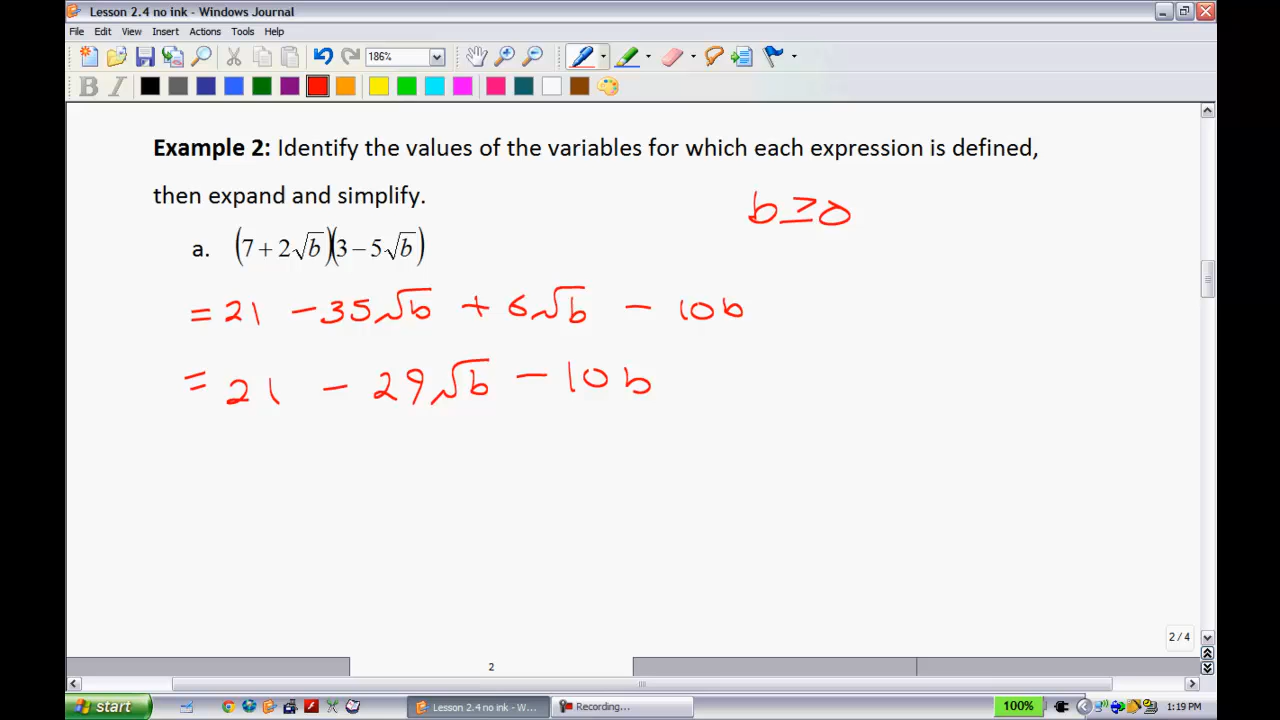 Lesson 2.4 no ink - Windows Journal
File Edit View Insert Actions Tools Help
186%
B I
Example 2: Identify the values of the variables for which each expression is defined,
then expand and simplify.
b ≥ 0
a. (7 + 2√b)(3 − 5√b)
= 21 − 35√b + 6√b − 10b
= 21 − 29√b − 10b
2 / 4
2
start Lesson 2.4 no ink - W... Recording... 100% 1:19 PM